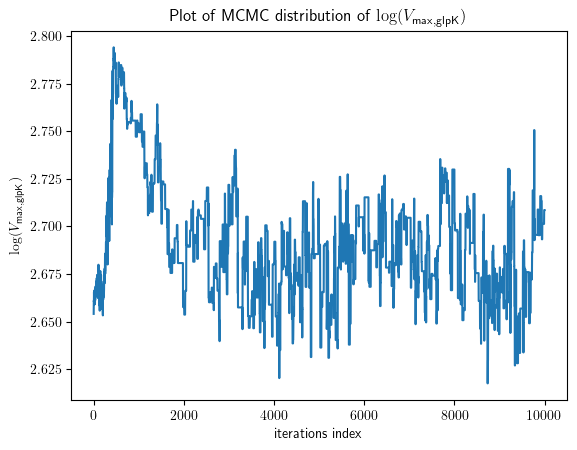 Plot of MCMC distribution of log(V_max,glpK)
log(V_max,glpK)
2.800
2.775
2.750
2.725
2.700
2.675
2.650
2.625
0 2000 4000 6000 8000 10000
iterations index